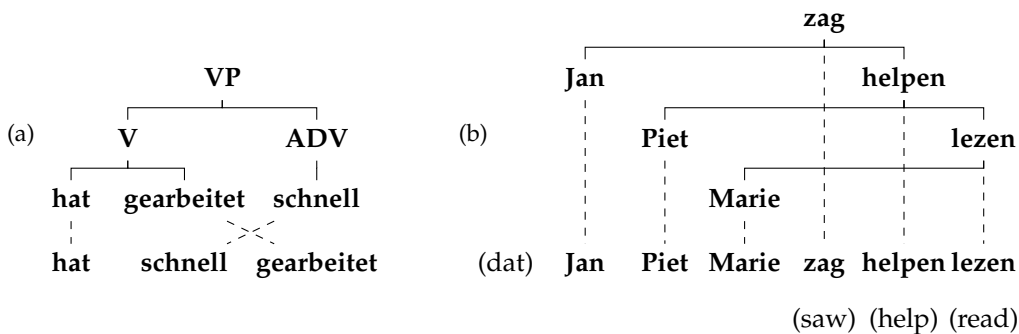 zag
VP Jan helpen
(a) V ADV (b) Piet lezen
hat gearbeitet schnell Marie
hat schnell gearbeitet (dat) Jan Piet Marie zag helpen lezen
(saw) (help) (read)